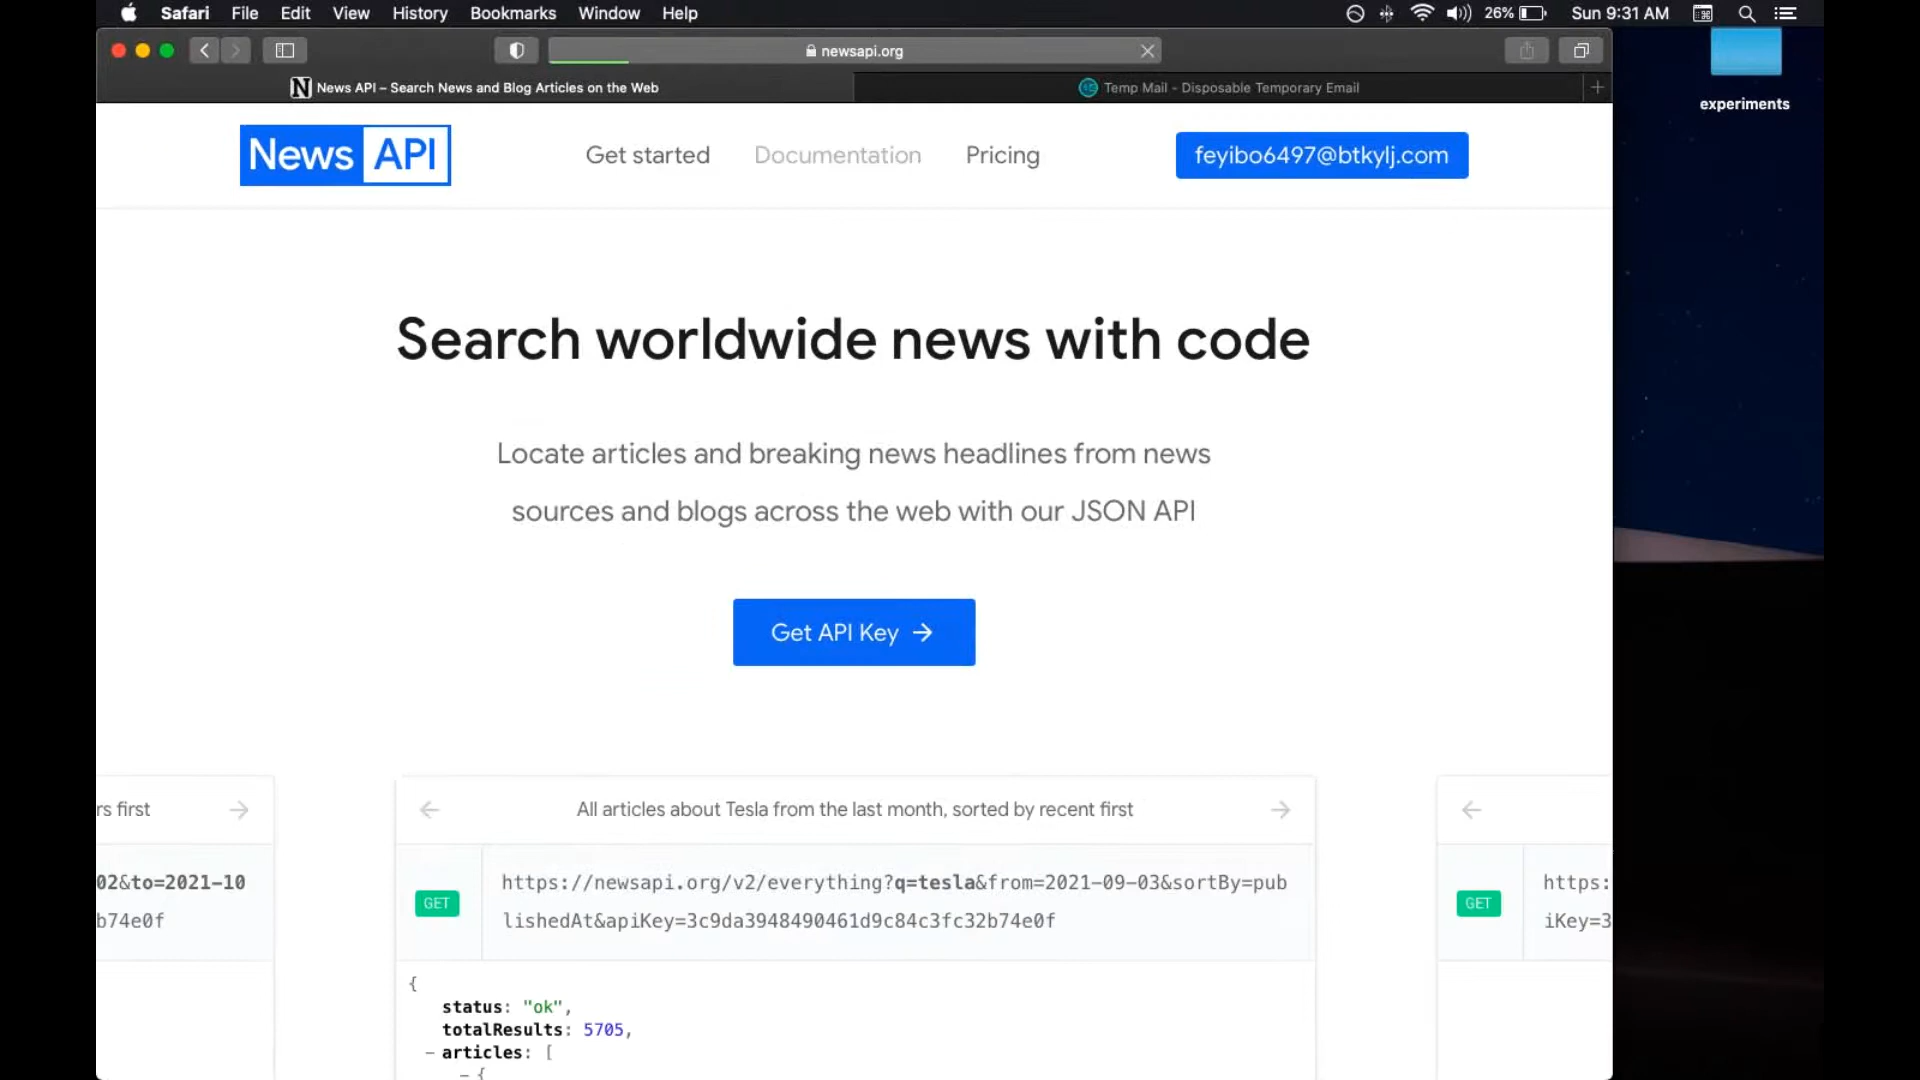 Safari File Edit View History Bookmarks Window Help 26% Sun 9:31 AM
newsapi.org
News API – Search News and Blog Articles on the Web
Temp Mail - Disposable Temporary Email
experiments
News API
Get started Documentation Pricing feyibo6497@btkylj.com
Search worldwide news with code
Locate articles and breaking news headlines from news
sources and blogs across the web with our JSON API
Get API Key →
rs first →
← All articles about Tesla from the last month, sorted by recent first →
←
02&to=2021-10
b74e0f
GET
https://newsapi.org/v2/everything?q=tesla&from=2021-09-03&sortBy=pub
lishedAt&apiKey=3c9da3948490461d9c84c3fc32b74e0f
GET
https:
iKey=3
{
status: "ok",
totalResults: 5705,
– articles: [
– {